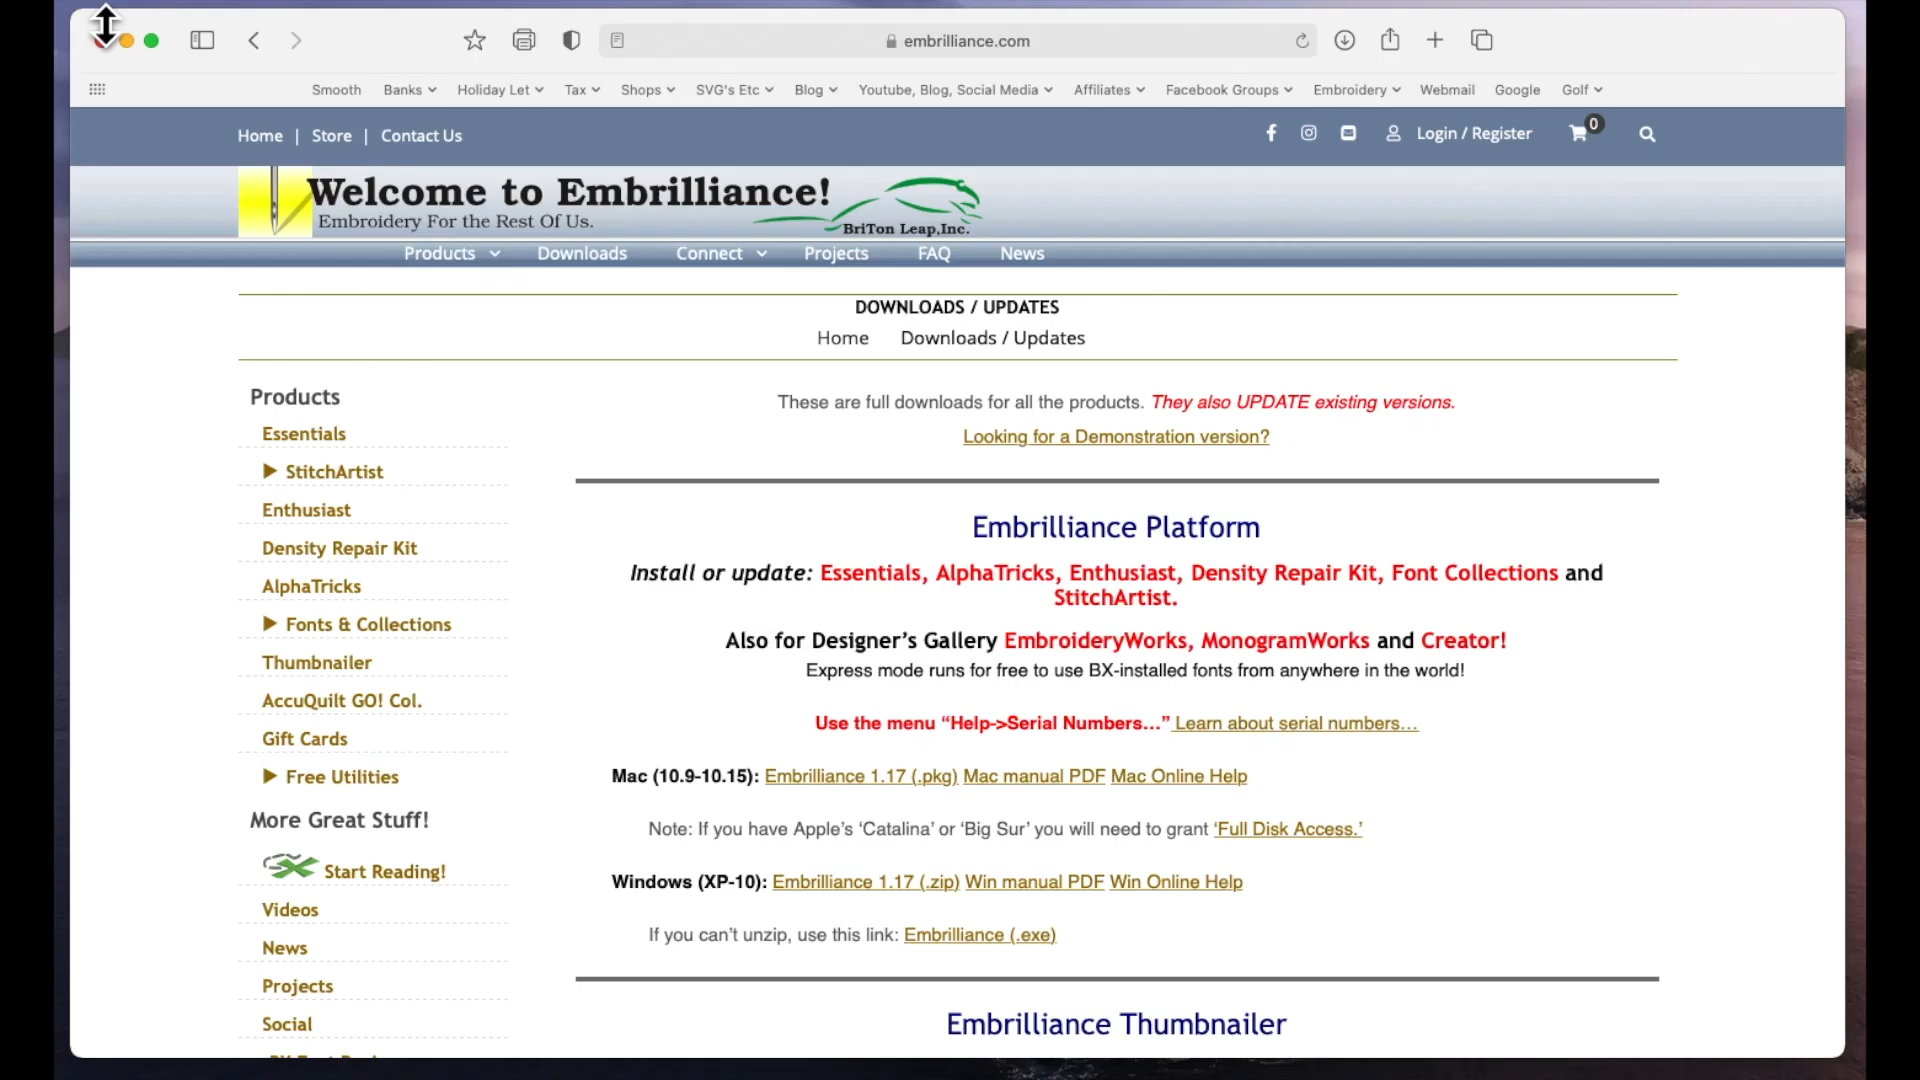 embrilliance.com
Smooth Banks Holiday Let Tax Shops SVG's Etc Blog Youtube, Blog, Social Media Affiliates Facebook Groups Embroidery Webmail Google Golf
Home | Store | Contact Us
Login / Register 0
Welcome to Embrilliance!
Embroidery For the Rest Of Us.
BriTon Leap,Inc.
Products Downloads Connect Projects FAQ News
DOWNLOADS / UPDATES
Home Downloads / Updates
Products
Essentials
StitchArtist
Enthusiast
Density Repair Kit
AlphaTricks
Fonts & Collections
Thumbnailer
AccuQuilt GO! Col.
Gift Cards
Free Utilities
More Great Stuff!
Start Reading!
Videos
News
Projects
Social
These are full downloads for all the products. They also UPDATE existing versions.
Looking for a Demonstration version?
Embrilliance Platform
Install or update: Essentials, AlphaTricks, Enthusiast, Density Repair Kit, Font Collections and
StitchArtist.
Also for Designer’s Gallery EmbroideryWorks, MonogramWorks and Creator!
Express mode runs for free to use BX-installed fonts from anywhere in the world!
Use the menu “Help->Serial Numbers…” Learn about serial numbers…
Mac (10.9-10.15): Embrilliance 1.17 (.pkg) Mac manual PDF Mac Online Help
Note: If you have Apple’s ‘Catalina’ or ‘Big Sur’ you will need to grant ‘Full Disk Access.’
Windows (XP-10): Embrilliance 1.17 (.zip) Win manual PDF Win Online Help
If you can’t unzip, use this link: Embrilliance (.exe)
Embrilliance Thumbnailer